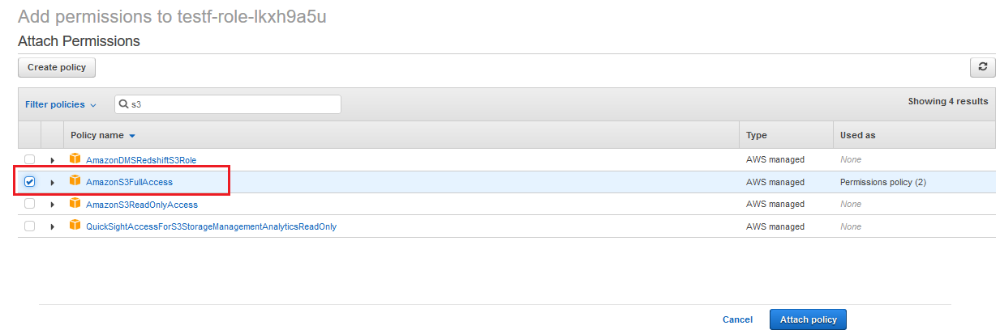 Add permissions to testf-role-lkxh9a5u
Attach Permissions
Create policy
Filter policies s3 Showing 4 results
Policy name Type Used as
AmazonDMSRedshiftS3Role AWS managed None
AmazonS3FullAccess AWS managed Permissions policy (2)
AmazonS3ReadOnlyAccess AWS managed None
QuickSightAccessForS3StorageManagementAnalyticsReadOnly AWS managed None
Cancel Attach policy